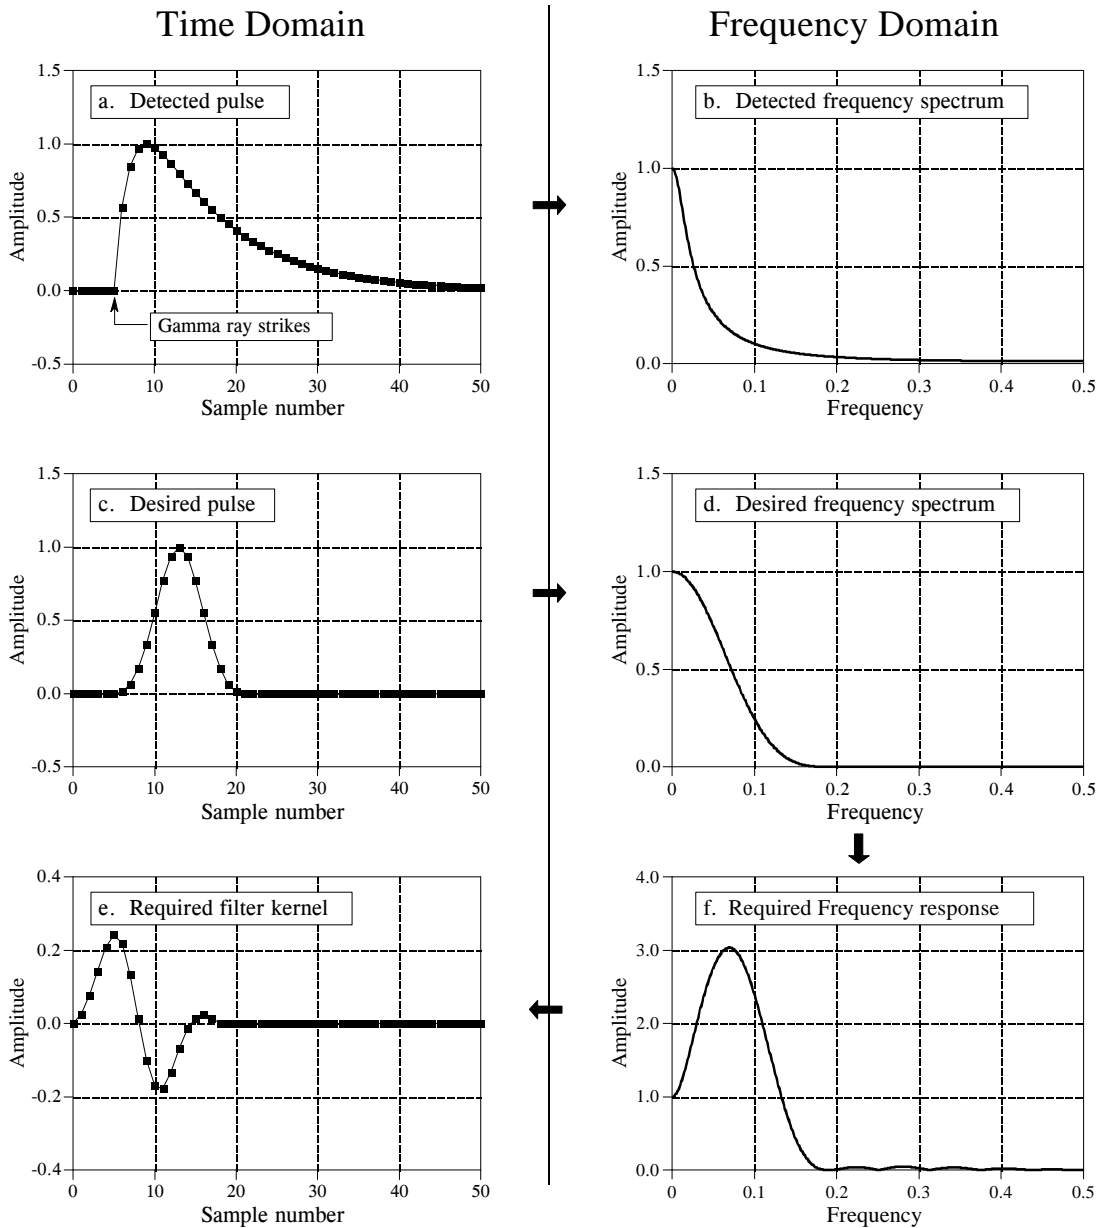 Time Domain
Frequency Domain
1.5
1.0
0.5
0.0
-0.5
Amplitude
a. Detected pulse
Gamma ray strikes
0 10 20 30 40 50
Sample number
1.5
1.0
0.5
0.0
Amplitude
b. Detected frequency spectrum
0 0.1 0.2 0.3 0.4 0.5
Frequency
1.5
1.0
0.5
0.0
-0.5
Amplitude
c. Desired pulse
0 10 20 30 40 50
Sample number
1.5
1.0
0.5
0.0
Amplitude
d. Desired frequency spectrum
0 0.1 0.2 0.3 0.4 0.5
Frequency
0.4
0.2
0.0
-0.2
-0.4
Amplitude
e. Required filter kernel
0 10 20 30 40 50
Sample number
4.0
3.0
2.0
1.0
0.0
Amplitude
f. Required Frequency response
0 0.1 0.2 0.3 0.4 0.5
Frequency